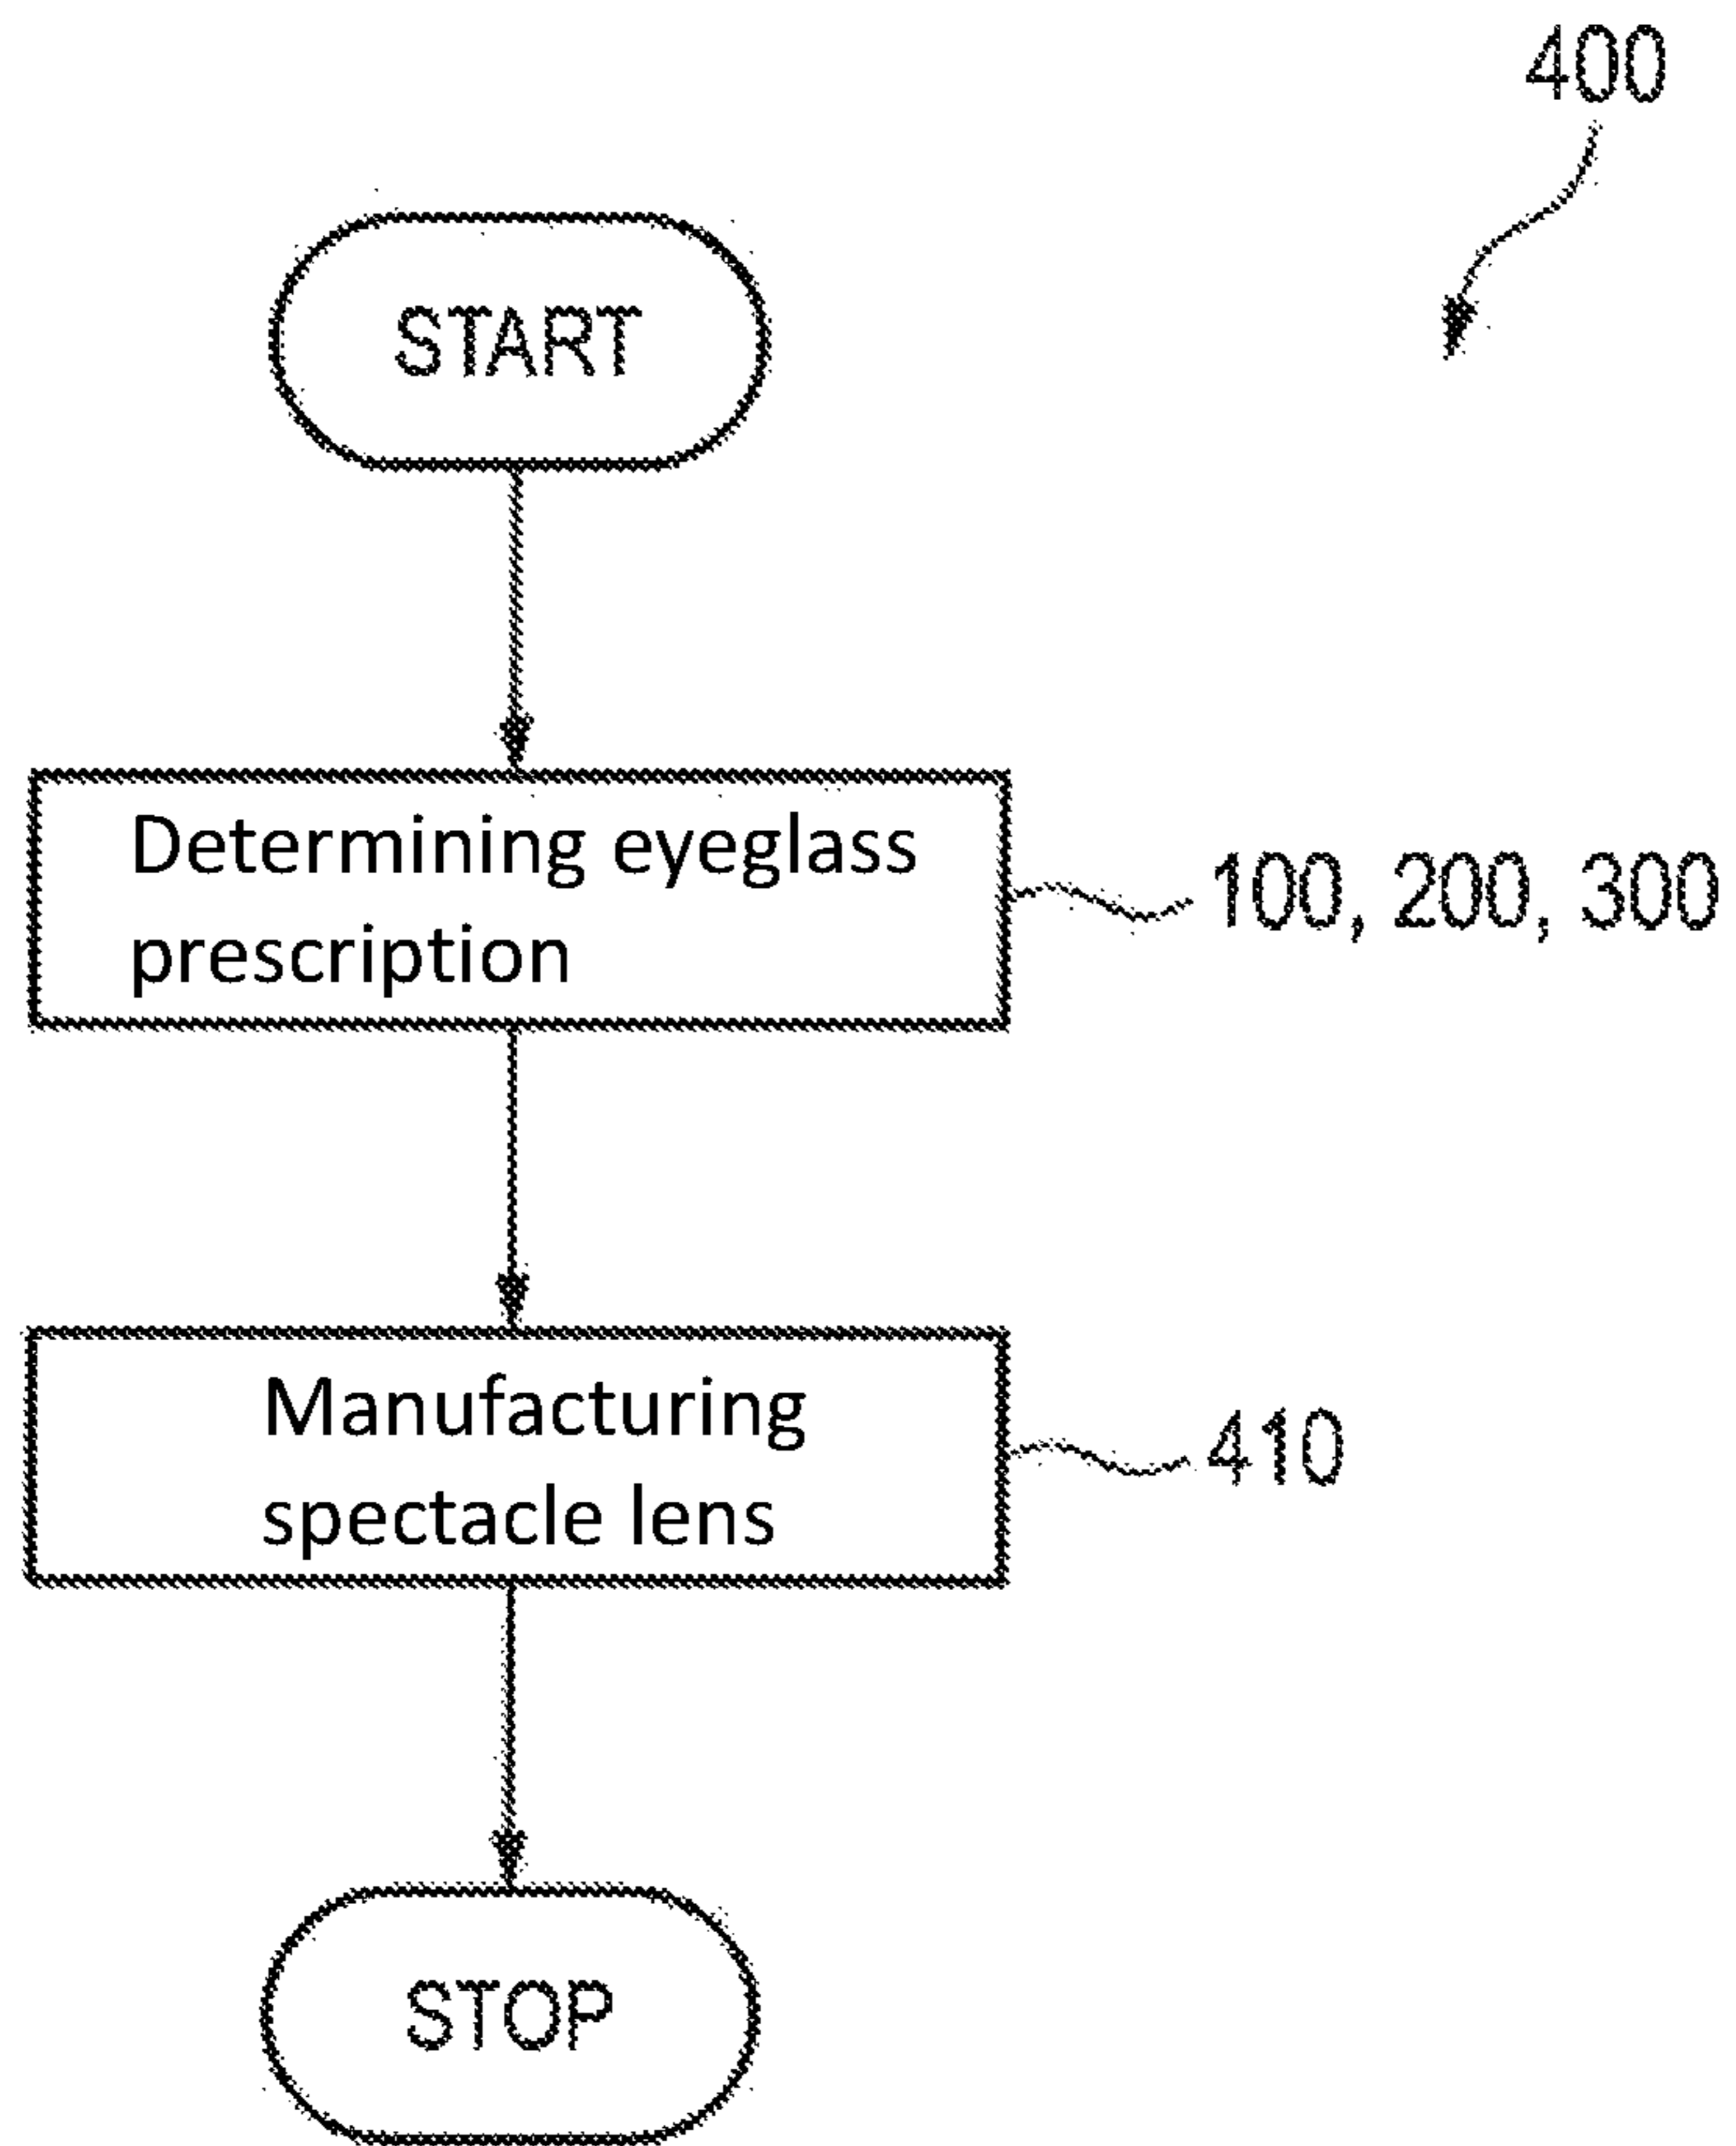 400
START
Determining eyeglass
prescription
100, 200, 300
Manufacturing
spectacle lens
410
STOP